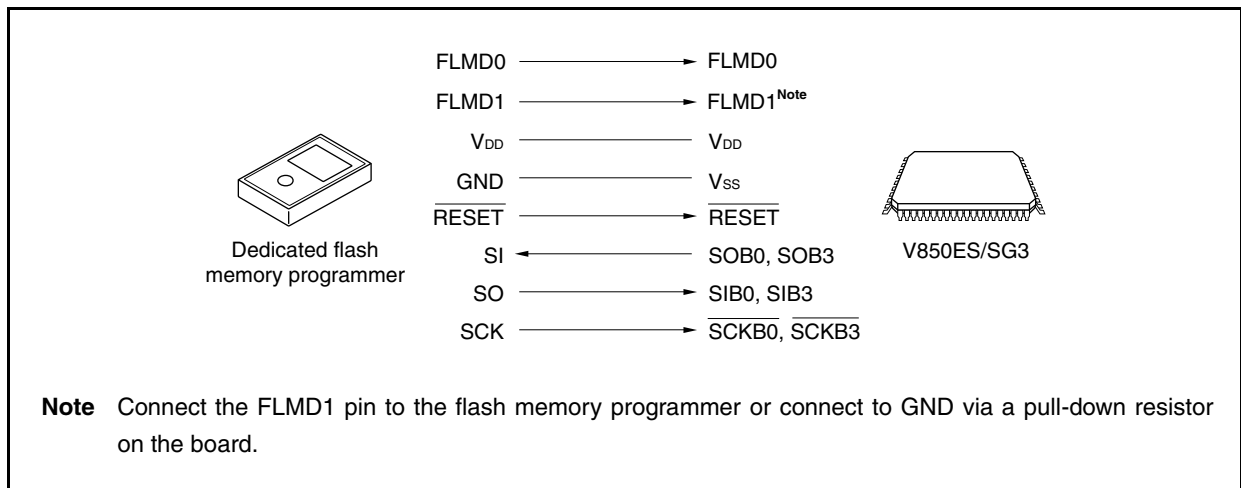 FLMD0 FLMD0
FLMD1 FLMD1Note
VDD VDD
GND VSS
RESET RESET
SI SOB0, SOB3
SO SIB0, SIB3
SCK SCKB0, SCKB3
Dedicated flash
memory programmer
V850ES/SG3
Note Connect the FLMD1 pin to the flash memory programmer or connect to GND via a pull-down resistor
on the board.